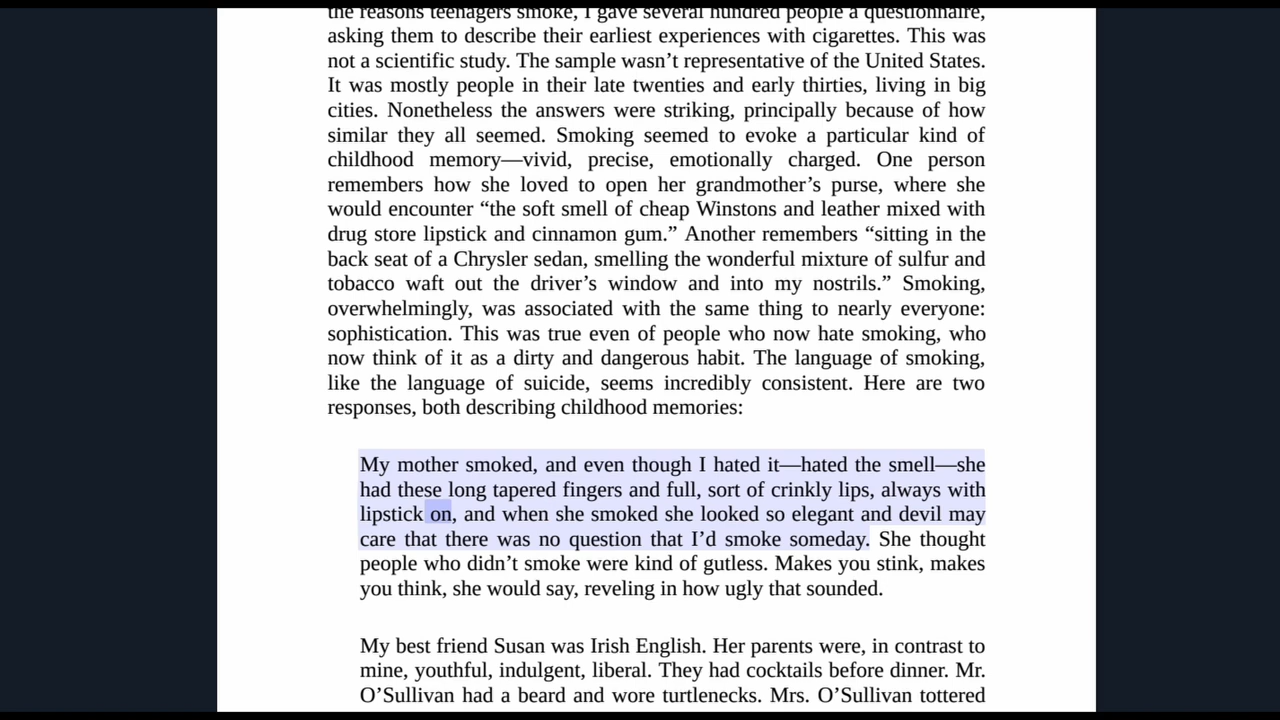 the reasons teenagers smoke, I gave several hundred people a questionnaire,
asking them to describe their earliest experiences with cigarettes. This was
not a scientific study. The sample wasn’t representative of the United States.
It was mostly people in their late twenties and early thirties, living in big
cities. Nonetheless the answers were striking, principally because of how
similar they all seemed. Smoking seemed to evoke a particular kind of
childhood memory—vivid, precise, emotionally charged. One person
remembers how she loved to open her grandmother’s purse, where she
would encounter “the soft smell of cheap Winstons and leather mixed with
drug store lipstick and cinnamon gum.” Another remembers “sitting in the
back seat of a Chrysler sedan, smelling the wonderful mixture of sulfur and
tobacco waft out the driver’s window and into my nostrils.” Smoking,
overwhelmingly, was associated with the same thing to nearly everyone:
sophistication. This was true even of people who now hate smoking, who
now think of it as a dirty and dangerous habit. The language of smoking,
like the language of suicide, seems incredibly consistent. Here are two
responses, both describing childhood memories:
My mother smoked, and even though I hated it—hated the smell—she
had these long tapered fingers and full, sort of crinkly lips, always with
lipstick on, and when she smoked she looked so elegant and devil may
care that there was no question that I’d smoke someday. She thought
people who didn’t smoke were kind of gutless. Makes you stink, makes
you think, she would say, reveling in how ugly that sounded.
My best friend Susan was Irish English. Her parents were, in contrast to
mine, youthful, indulgent, liberal. They had cocktails before dinner. Mr.
O’Sullivan had a beard and wore turtlenecks. Mrs. O’Sullivan tottered